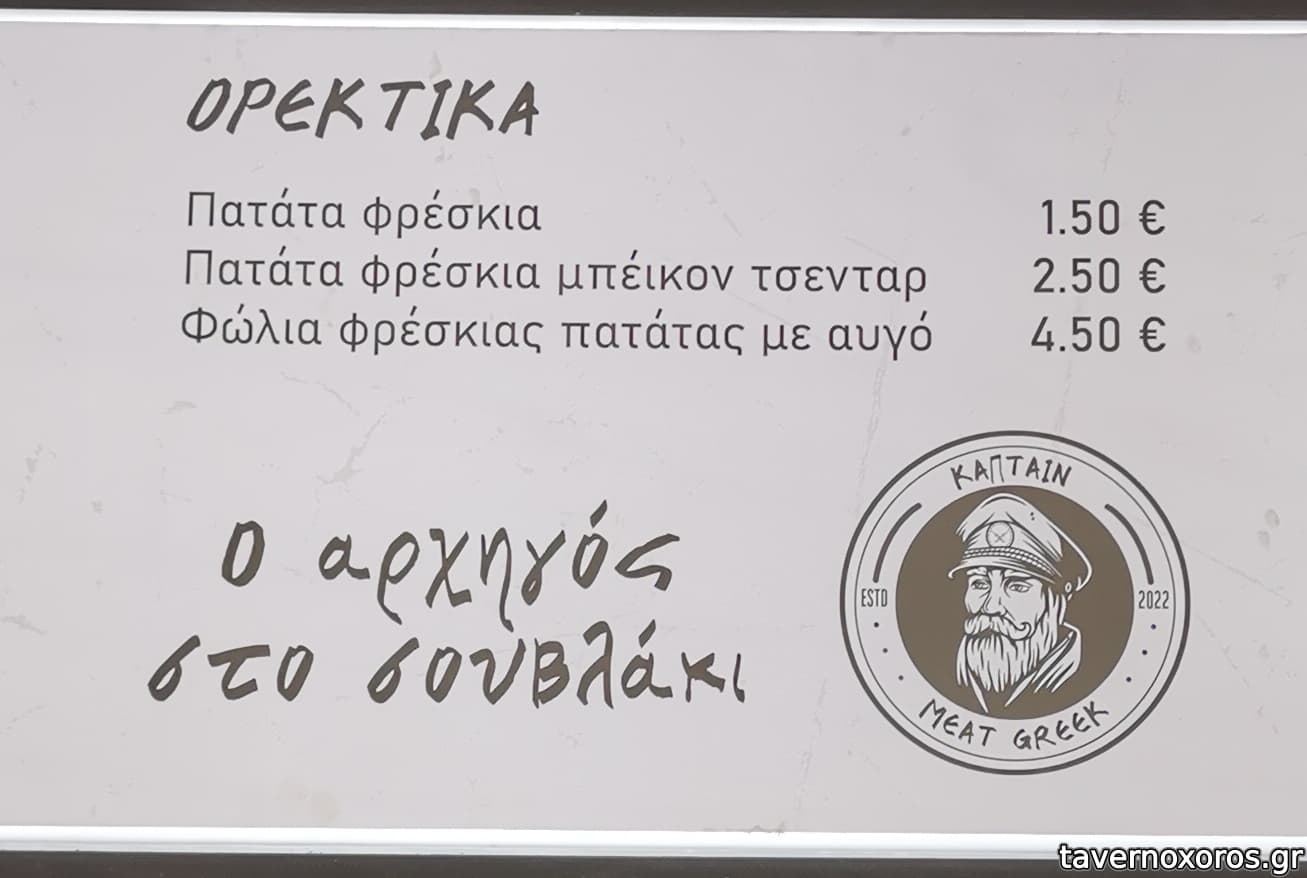 ΟΡΕΚΤΙΚΑ
Πατάτα φρέσκια 1.50 €
Πατάτα φρέσκια μπέικον τσενταρ 2.50 €
Φώλια φρέσκιας πατάτας με αυγό 4.50 €
Ο αρχηγός
στο σουβλάκι
ΚΑΠΤΑΙΝ
ESTD 2022
MEAT GREEK
tavernoxoros.gr